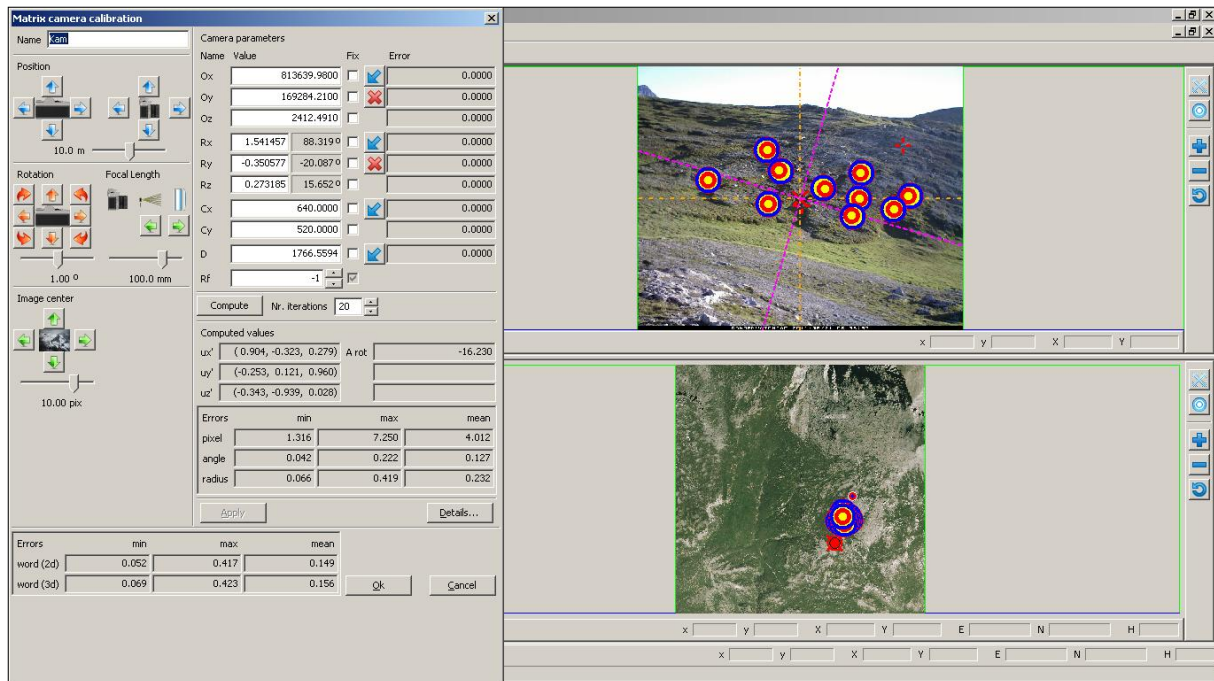 Matrix camera calibration
Name Kam
Position
10.0 m
Rotation Focal Length
1.00 º 100.0 mm
Image center
10.00 pix
Camera parameters
Name Value Fix Error
Ox 813639.9800 0.0000
Oy 169284.2100 0.0000
Oz 2412.4910 0.0000
Rx 1.541457 88.319 º 0.0000
Ry -0.350577 -20.087 º 0.0000
Rz 0.273185 15.652 º 0.0000
Cx 640.0000 0.0000
Cy 520.0000 0.0000
D 1766.5594 0.0000
Rf -1
Compute Nr. iterations 20
Computed values
ux' ( 0.904, -0.323, 0.279) A rot -16.230
uy' (-0.253, 0.121, 0.960)
uz' (-0.343, -0.939, 0.028)
Errors min max mean
pixel 1.316 7.250 4.012
angle 0.042 0.222 0.127
radius 0.066 0.419 0.232
Apply Details...
Errors min max mean
word (2d) 0.052 0.417 0.149
word (3d) 0.069 0.423 0.156
Ok Cancel
x y X Y
x y X Y E N H
x y X Y E N H